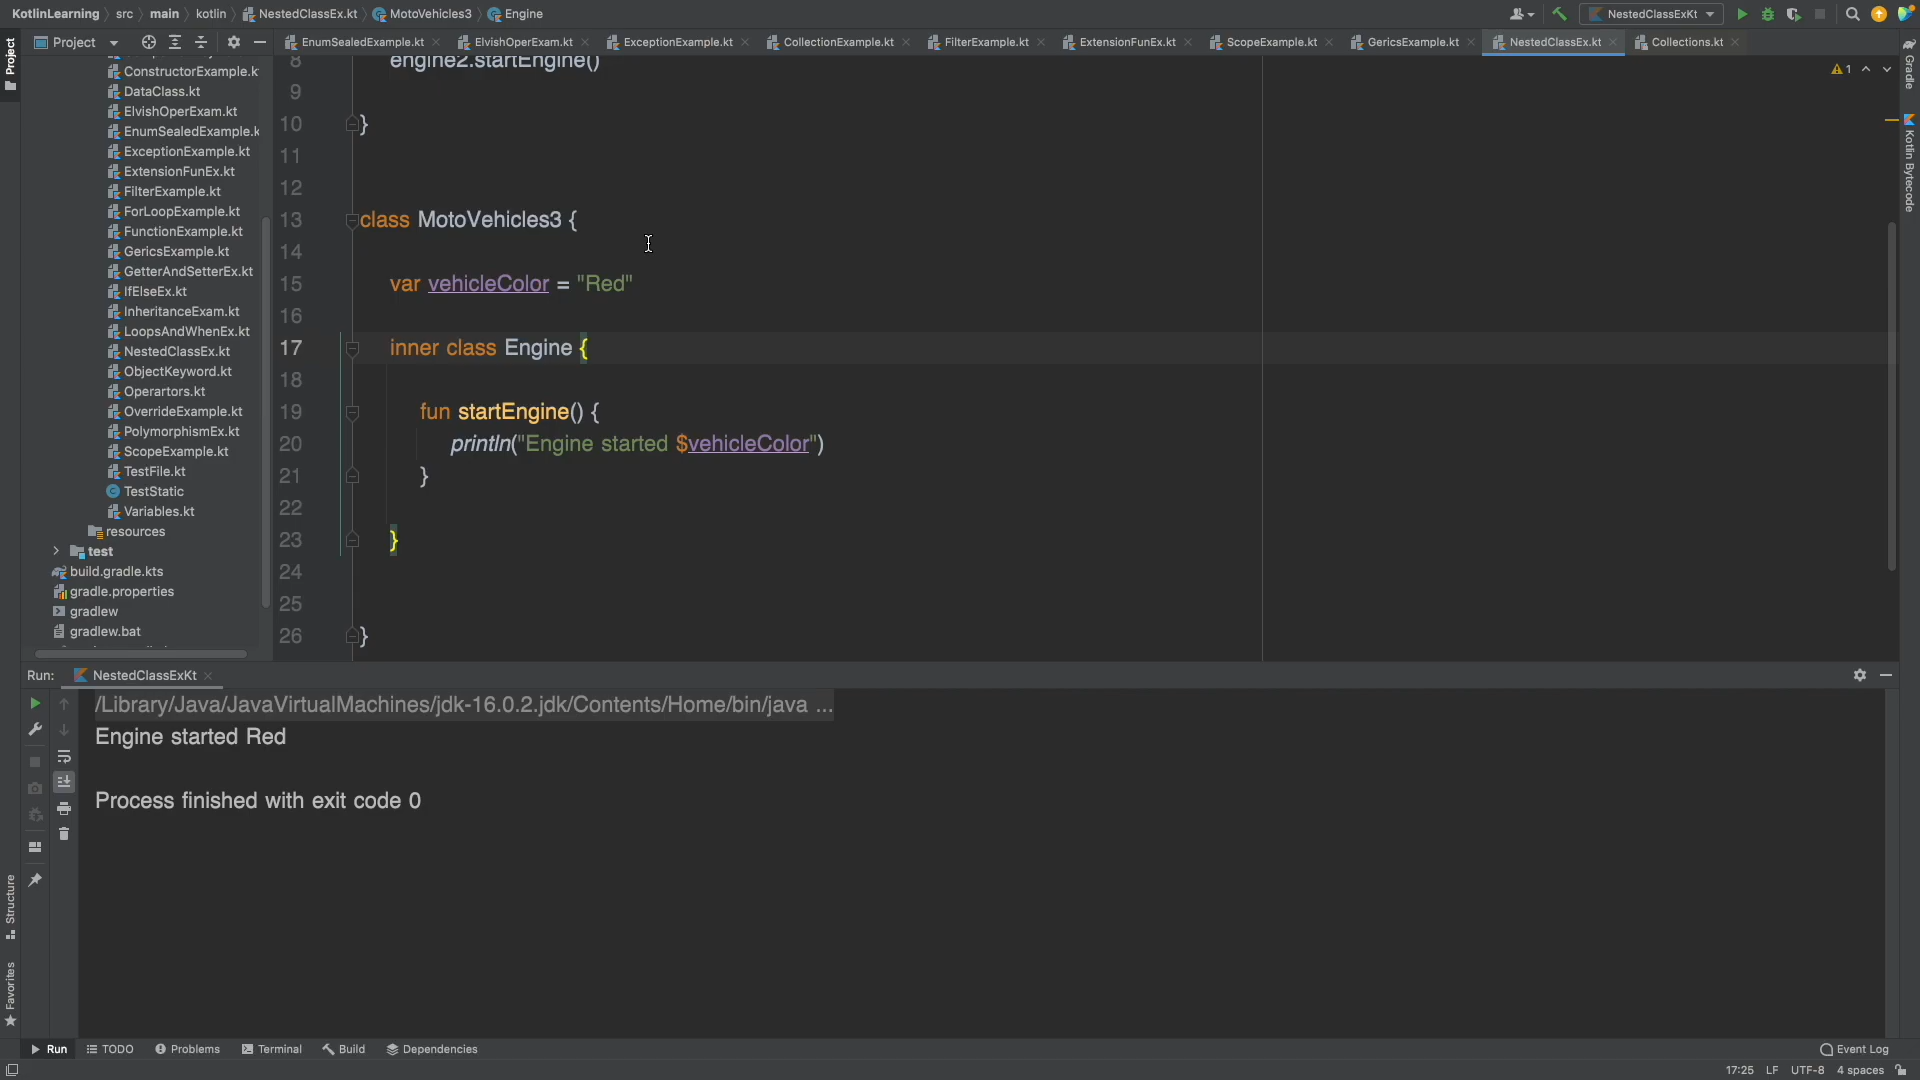 KotlinLearning src main kotlin NestedClassExKt.kt MotoVehicles3 Engine
NestedClassExKt
Project
EnumSealedExample.kt ElvishOperExam.kt ExceptionExample.kt CollectionExample.kt FilterExample.kt ExtensionFunEx.kt ScopeExample.kt GericsExample.kt NestedClassEx.kt Collections.kt
Project
Gradle
Kotlin Bytecode
ConstructorExample.k
DataClass.kt
ElvishOperExam.kt
EnumSealedExample.k
ExceptionExample.kt
ExtensionFunEx.kt
FilterExample.kt
ForLoopExample.kt
FunctionExample.kt
GericsExample.kt
GetterAndSetterEx.kt
IfElseEx.kt
InheritanceExam.kt
LoopsAndWhenEx.kt
NestedClassEx.kt
ObjectKeyword.kt
Operartors.kt
OverrideExample.kt
PolymorphismEx.kt
ScopeExample.kt
TestFile.kt
TestStatic
Variables.kt
resources
test
build.gradle.kts
gradle.properties
gradlew
gradlew.bat
1
8 engine2.startEngine()
9
10 }
11
12
13 class MotoVehicles3 {
14
15 var vehicleColor = "Red"
16
17 inner class Engine {
18
19 fun startEngine() {
20 println("Engine started $vehicleColor")
21 }
22
23 }
24
25
26 }
Run: NestedClassExKt
/Library/Java/JavaVirtualMachines/jdk-16.0.2.jdk/Contents/Home/bin/java ...
Engine started Red
Process finished with exit code 0
Structure
Favorites
Run TODO Problems Terminal Build Dependencies Event Log
17:25 LF UTF-8 4 spaces